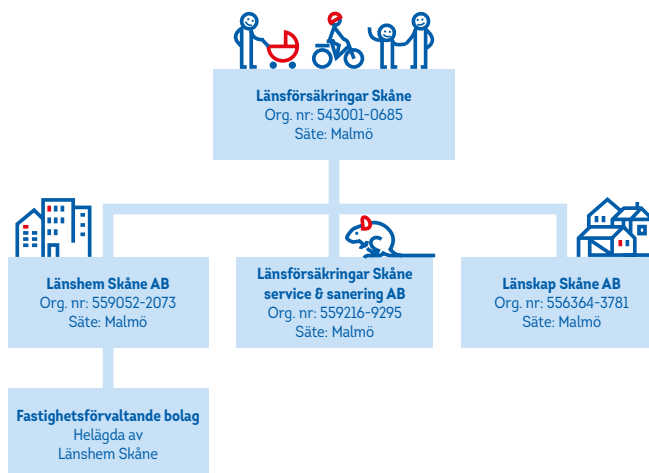 Länsförsäkringar Skåne
Org. nr: 543001-0685
Säte: Malmö
Länshem Skåne AB
Org. nr: 559052-2073
Säte: Malmö
Länsförsäkringar Skåne
service & sanering AB
Org. nr: 559216-9295
Säte: Malmö
Länskap Skåne AB
Org. nr: 556364-3781
Säte: Malmö
Fastighetsförvaltande bolag
Helägda av
Länshem Skåne